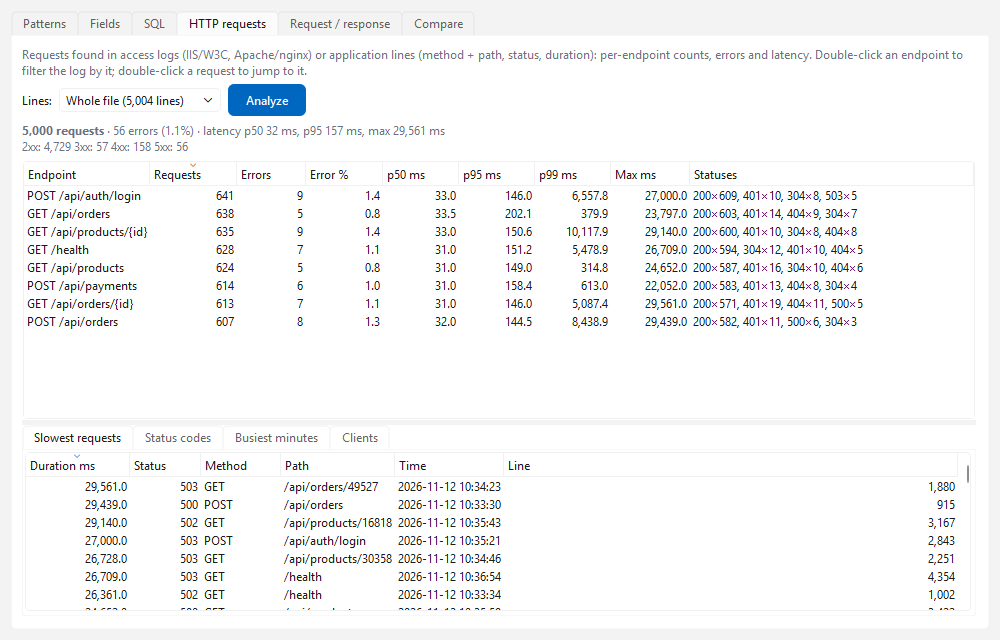 Patterns Fields SQL HTTP requests Request / response Compare
Requests found in access logs (IIS/W3C, Apache/nginx) or application lines (method + path, status, duration): per-endpoint counts, errors and latency. Double-click an endpoint to
filter the log by it; double-click a request to jump to it.
Lines: Whole file (5,004 lines) Analyze
5,000 requests · 56 errors (1.1%) · latency p50 32 ms, p95 157 ms, max 29,561 ms
2xx: 4,729 3xx: 57 4xx: 158 5xx: 56
Endpoint Requests Errors Error % p50 ms p95 ms p99 ms Max ms Statuses
POST /api/auth/login 641 9 1.4 33.0 146.0 6,557.8 27,000.0 200×609, 401×10, 304×8, 503×5
GET /api/orders 638 5 0.8 33.5 202.1 379.9 23,797.0 200×603, 401×14, 404×9, 304×7
GET /api/products/{id} 635 9 1.4 33.0 150.6 10,117.9 29,140.0 200×600, 401×10, 304×8, 404×8
GET /health 628 7 1.1 31.0 151.2 5,478.9 26,709.0 200×594, 304×12, 401×10, 404×5
GET /api/products 624 5 0.8 31.0 149.0 314.8 24,652.0 200×587, 401×16, 304×10, 404×6
POST /api/payments 614 6 1.0 31.0 158.4 613.0 22,052.0 200×583, 401×13, 404×8, 304×4
GET /api/orders/{id} 613 7 1.1 31.0 146.0 5,087.4 29,561.0 200×571, 401×19, 404×11, 500×5
POST /api/orders 607 8 1.3 32.0 144.5 8,438.9 29,439.0 200×582, 401×11, 500×6, 304×3
Slowest requests Status codes Busiest minutes Clients
Duration ms Status Method Path Time Line
29,561.0 503 GET /api/orders/49527 2026-11-12 10:34:23 1,880
29,439.0 500 POST /api/orders 2026-11-12 10:33:30 915
29,140.0 502 GET /api/products/16818 2026-11-12 10:35:43 3,167
27,000.0 503 POST /api/auth/login 2026-11-12 10:35:21 2,843
26,728.0 503 GET /api/products/30358 2026-11-12 10:34:46 2,251
26,709.0 503 GET /health 2026-11-12 10:36:54 4,354
26,361.0 502 GET /health 2026-11-12 10:33:34 1,002